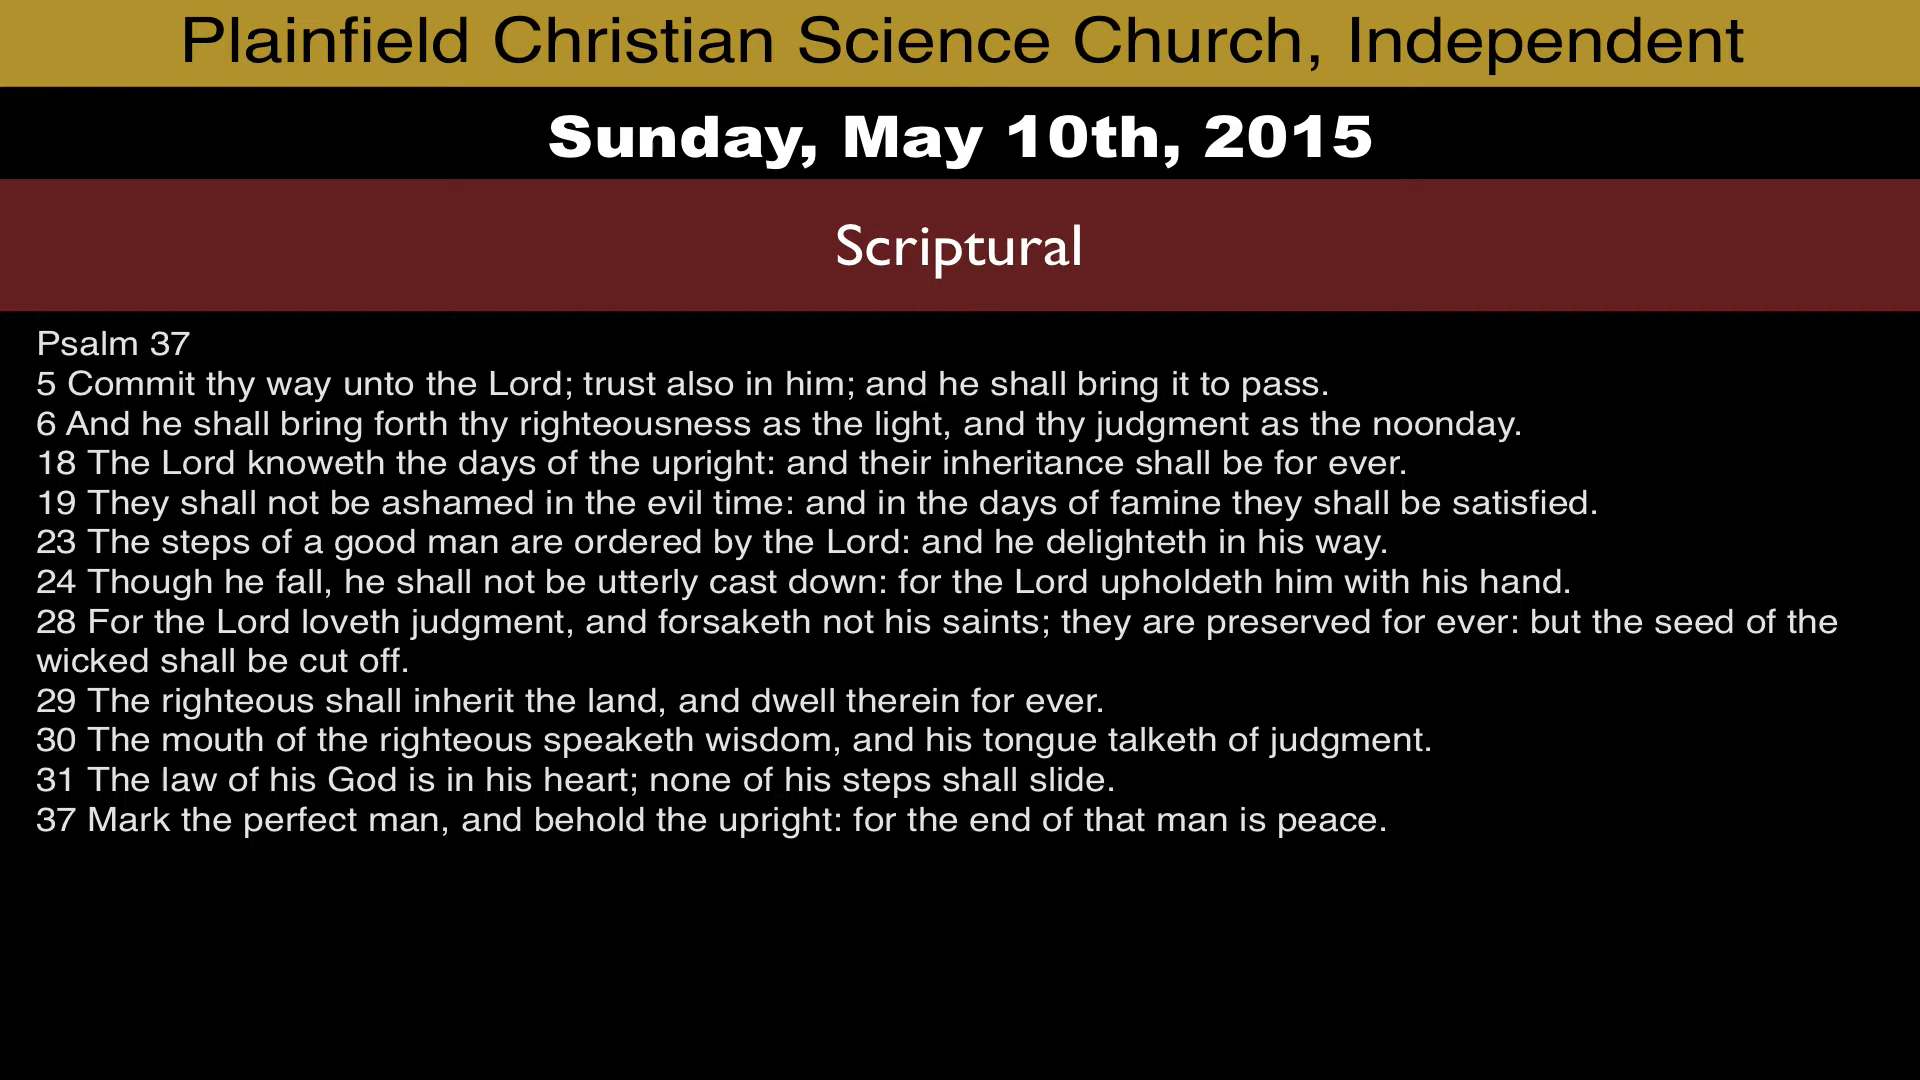 Plainfield Christian Science Church, Independent
Sunday, May 10th, 2015
Scriptural
Psalm 37
5 Commit thy way unto the Lord; trust also in him; and he shall bring it to pass.
6 And he shall bring forth thy righteousness as the light, and thy judgment as the noonday.
18 The Lord knoweth the days of the upright: and their inheritance shall be for ever.
19 They shall not be ashamed in the evil time: and in the days of famine they shall be satisfied.
23 The steps of a good man are ordered by the Lord: and he delighteth in his way.
24 Though he fall, he shall not be utterly cast down: for the Lord upholdeth him with his hand.
28 For the Lord loveth judgment, and forsaketh not his saints; they are preserved for ever: but the seed of the
wicked shall be cut off.
29 The righteous shall inherit the land, and dwell therein for ever.
30 The mouth of the righteous speaketh wisdom, and his tongue talketh of judgment.
31 The law of his God is in his heart; none of his steps shall slide.
37 Mark the perfect man, and behold the upright: for the end of that man is peace.